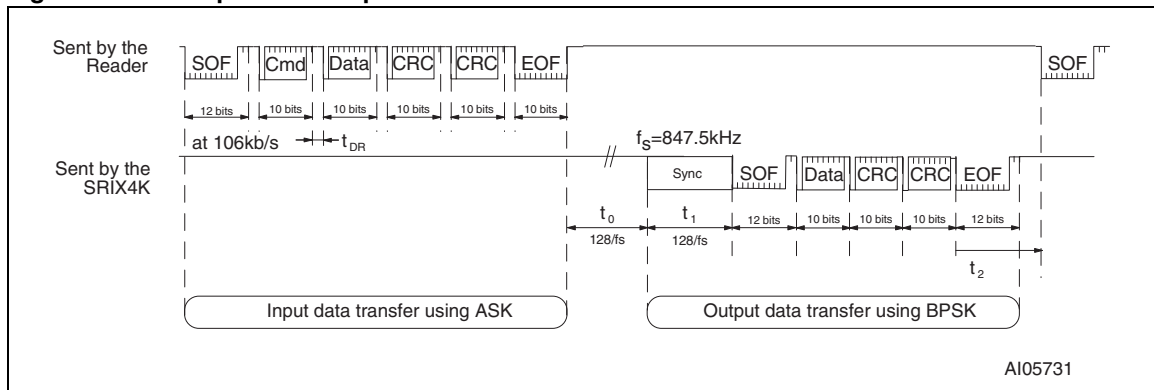 Sent by the
Reader
SOF Cmd Data CRC CRC EOF SOF
12 bits 10 bits 10 bits 10 bits 10 bits 10 bits
at 106kb/s tDR fS=847.5kHz
Sent by the
SRIX4K
Sync SOF Data CRC CRC EOF
t0 t1 12 bits 10 bits 10 bits 10 bits 12 bits
128/fs 128/fs
t2
Input data transfer using ASK Output data transfer using BPSK
AI05731